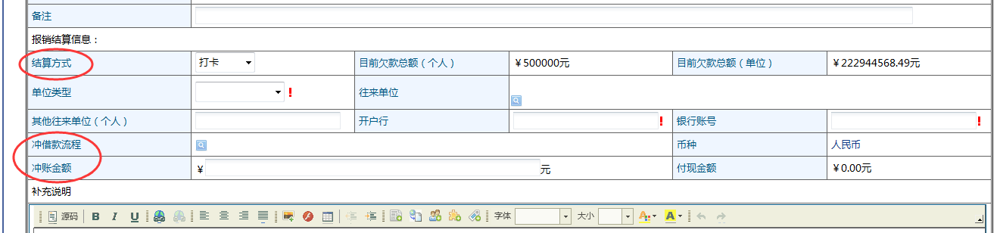 备注
报销结算信息：
结算方式 打卡 目前欠款总额（个人） ￥500000元 目前欠款总额（单位） ￥222944568.49元
单位类型 ! 往来单位
其他往来单位（个人） 开户行 ! 银行账号 !
冲借款流程 币种 人民币
冲账金额 ￥ 元 付现金额 ￥0.00元
补充说明
源码 B I U 字体 大小 A A